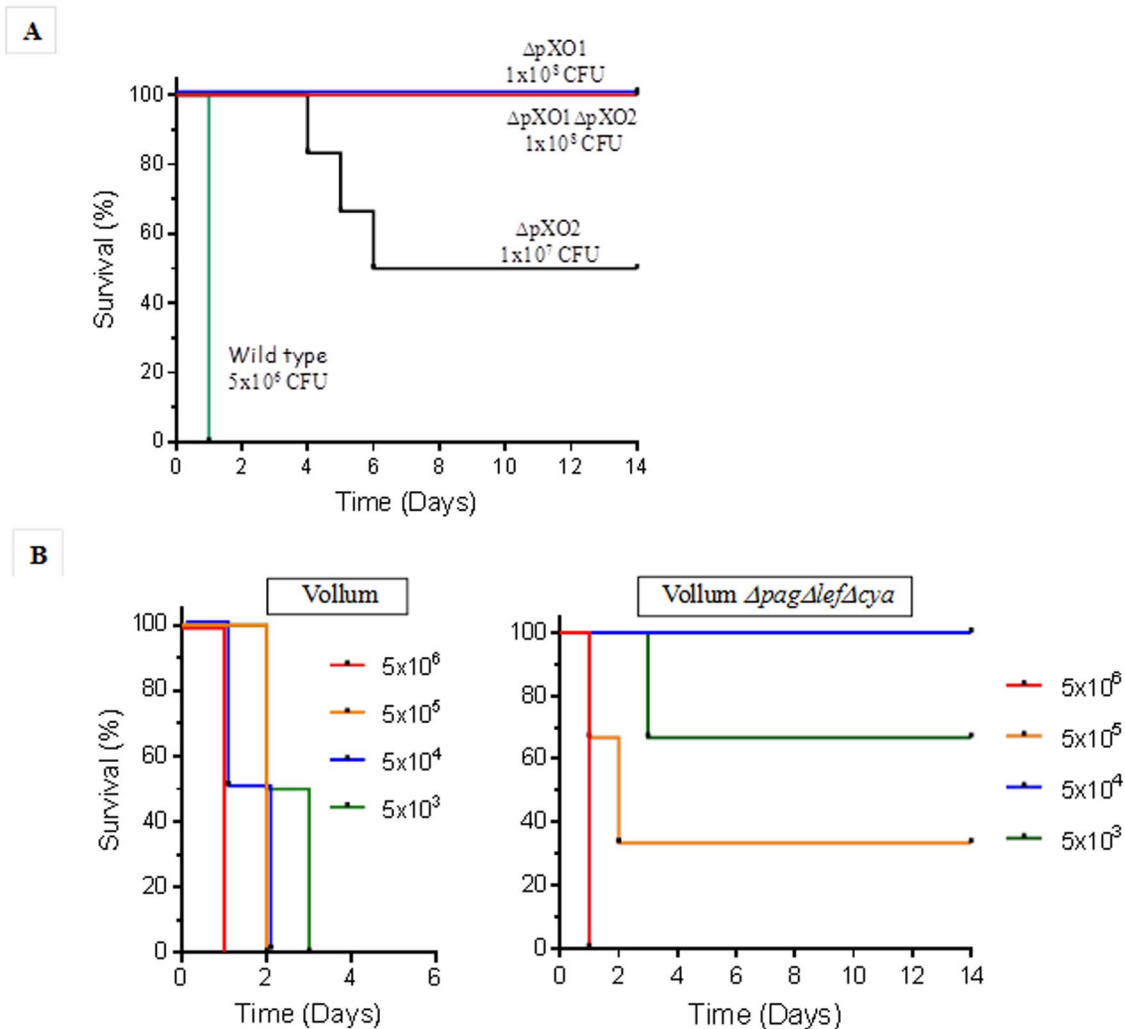 A
ΔpXO1
1x10⁸ CFU
ΔpXO1 ΔpXO2
1x10⁸ CFU
ΔpXO2
1x10⁷ CFU
Wild type
5x10⁶ CFU
Survival (%)
100
80
60
40
20
0
0 2 4 6 8 10 12 14
Time (Days)
B
Vollum
Survival (%)
100
80
60
40
20
0
5x10⁶
5x10⁵
5x10⁴
5x10³
0 2 4 6
Time (Days)
Vollum ΔpagΔlefΔcya
100
80
60
40
20
0
5x10⁶
5x10⁵
5x10⁴
5x10³
0 2 4 6 8 10 12 14
Time (Days)